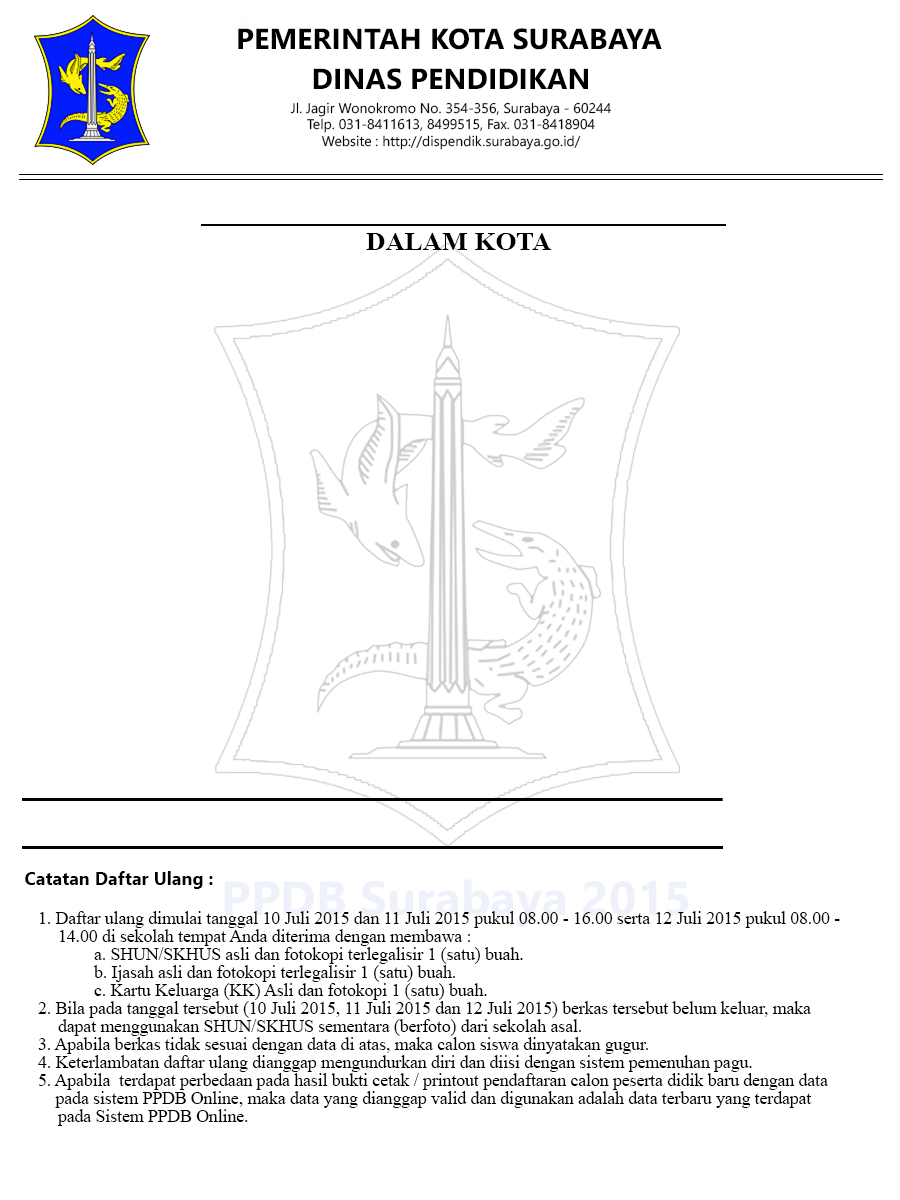 PEMERINTAH KOTA SURABAYA
DINAS PENDIDIKAN
Jl. Jagir Wonokromo No. 354-356, Surabaya - 60244
Telp. 031-8411613, 8499515, Fax. 031-8418904
Website : http://dispendik.surabaya.go.id/
DALAM KOTA
Catatan Daftar Ulang :
PPDB Surabaya 2015
1. Daftar ulang dimulai tanggal 10 Juli 2015 dan 11 Juli 2015 pukul 08.00 - 16.00 serta 12 Juli 2015 pukul 08.00 -
14.00 di sekolah tempat Anda diterima dengan membawa :
a. SHUN/SKHUS asli dan fotokopi terlegalisir 1 (satu) buah.
b. Ijasah asli dan fotokopi terlegalisir 1 (satu) buah.
c. Kartu Keluarga (KK) Asli dan fotokopi 1 (satu) buah.
2. Bila pada tanggal tersebut (10 Juli 2015, 11 Juli 2015 dan 12 Juli 2015) berkas tersebut belum keluar, maka
dapat menggunakan SHUN/SKHUS sementara (berfoto) dari sekolah asal.
3. Apabila berkas tidak sesuai dengan data di atas, maka calon siswa dinyatakan gugur.
4. Keterlambatan daftar ulang dianggap mengundurkan diri dan diisi dengan sistem pemenuhan pagu.
5. Apabila  terdapat perbedaan pada hasil bukti cetak / printout pendaftaran calon peserta didik baru dengan data
pada sistem PPDB Online, maka data yang dianggap valid dan digunakan adalah data terbaru yang terdapat
pada Sistem PPDB Online.